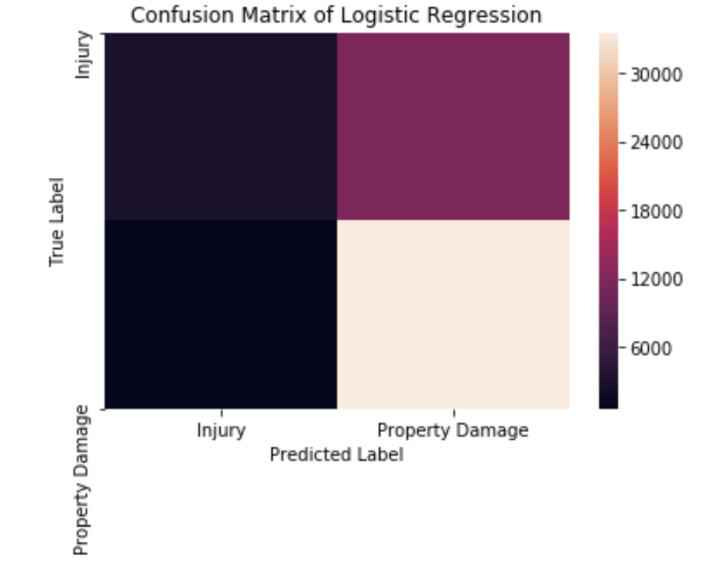 Confusion Matrix of Logistic Regression
Injury
True Label
Property Damage
Injury
Property Damage
Predicted Label
30000
24000
18000
12000
6000